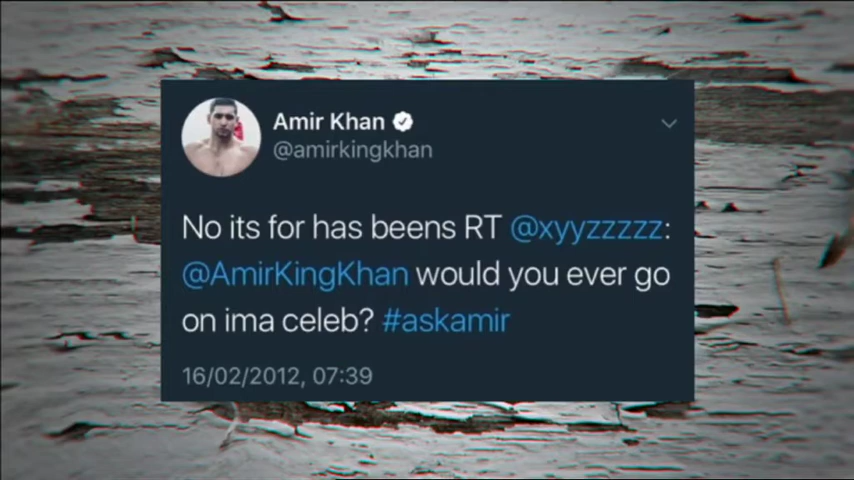 Amir Khan
@amirkingkhan
No its for has beens RT @xyyzzzzz:
@AmirKingKhan would you ever go
on ima celeb? #askamir
16/02/2012, 07:39